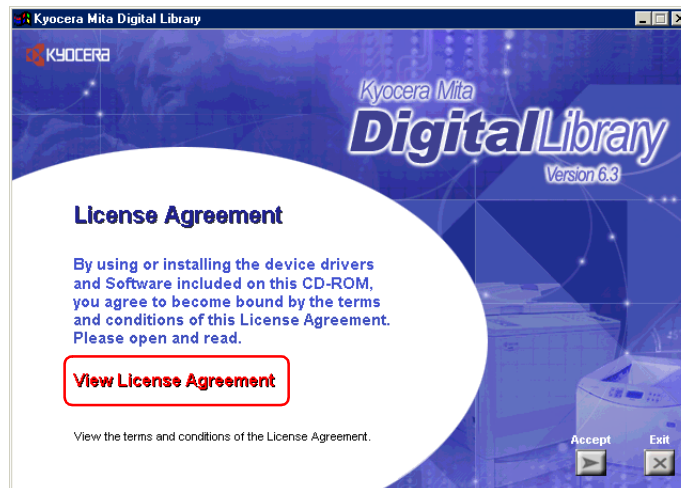 Kyocera Mita Digital Library
KYOCERA
Kyocera Mita
DigitalLibrary
Version 6.3
License Agreement
By using or installing the device drivers
and Software included on this CD-ROM,
you agree to become bound by the terms
and conditions of this License Agreement.
Please open and read.
View License Agreement
View the terms and conditions of the License Agreement.
Accept
Exit